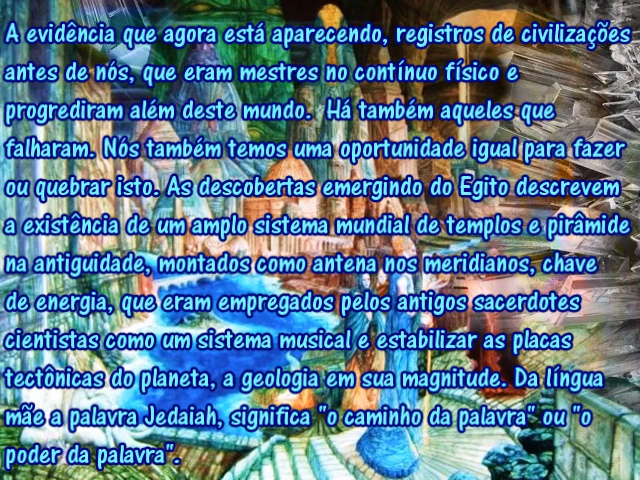 A evidência que agora está aparecendo, registros de civilizações
antes de nós, que eram mestres no contínuo físico e
progrediram além deste mundo. Há também aqueles que
falharam. Nós também temos uma oportunidade igual para fazer
ou quebrar isto. As descobertas emergindo do Egito descrevem
a existência de um amplo sistema mundial de templos e pirâmide
na antiguidade, montados como antena nos meridianos, chave
de energia, que eram empregados pelos antigos sacerdotes
cientistas como um sistema musical e estabilizar as placas
tectônicas do planeta, a geologia em sua magnitude. Da língua
mãe a palavra Jedaiah, significa "o caminho da palavra" ou "o
poder da palavra".